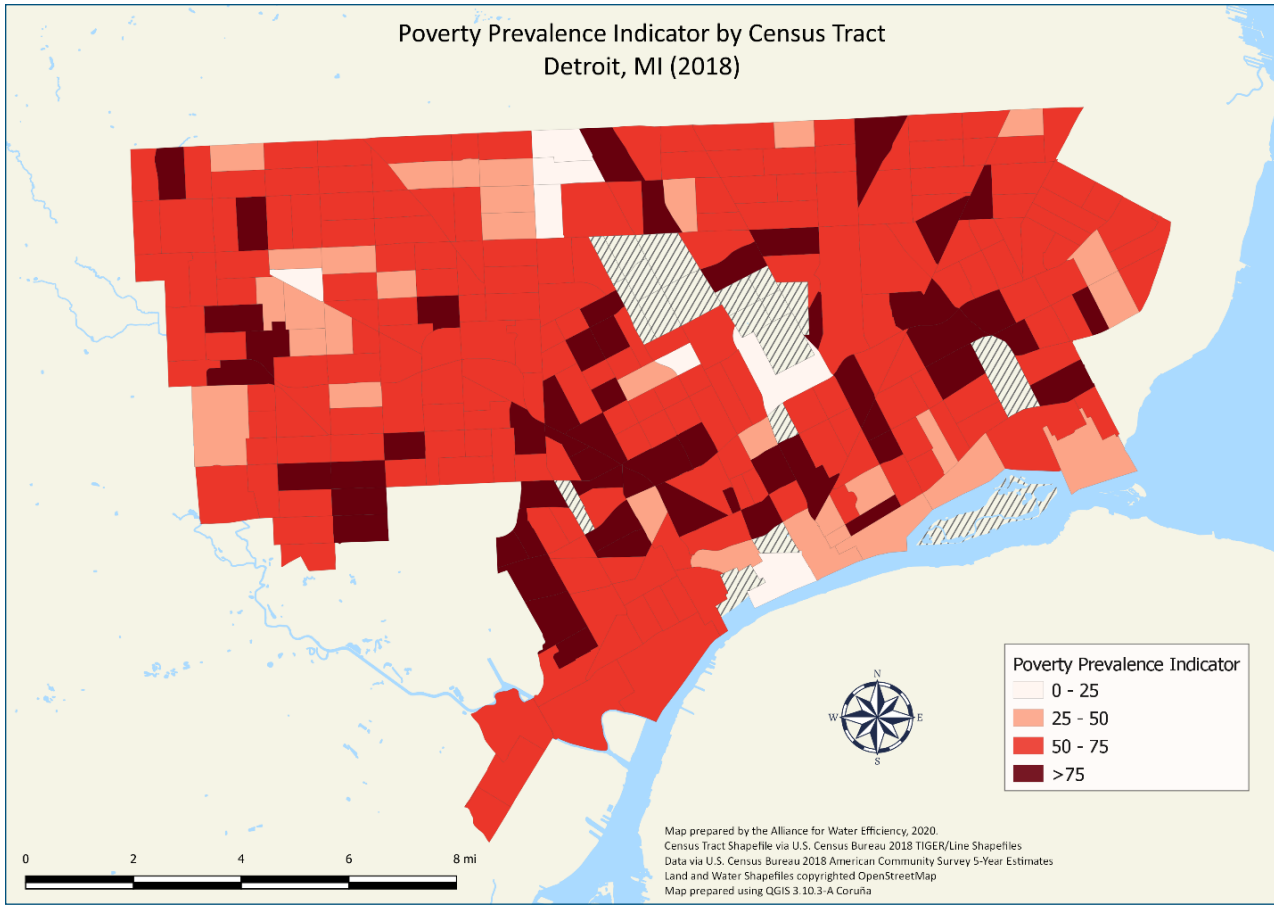 Poverty Prevalence Indicator by Census Tract
Detroit, MI (2018)
N
W
E
S
Poverty Prevalence Indicator
0 - 25
25 - 50
50 - 75
>75
0 2 4 6 8 mi
Map prepared by the Alliance for Water Efficiency, 2020.
Census Tract Shapefile via U.S. Census Bureau 2018 TIGER/Line Shapefiles
Data via U.S. Census Bureau 2018 American Community Survey 5-Year Estimates
Land and Water Shapefiles copyrighted OpenStreetMap
Map prepared using QGIS 3.10.3-A Coruña